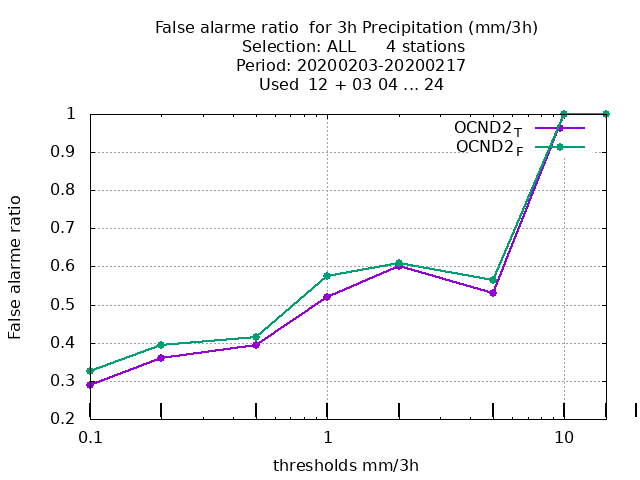 False alarme ratio  for 3h Precipitation (mm/3h)
Selection: ALL      4 stations
Period: 20200203-20200217
Used  12 + 03 04 ... 24
OCND2T
OCND2F
1
0.9
0.8
0.7
0.6
0.5
0.4
0.3
0.2
False alarme ratio
0.1 1 10
thresholds mm/3h